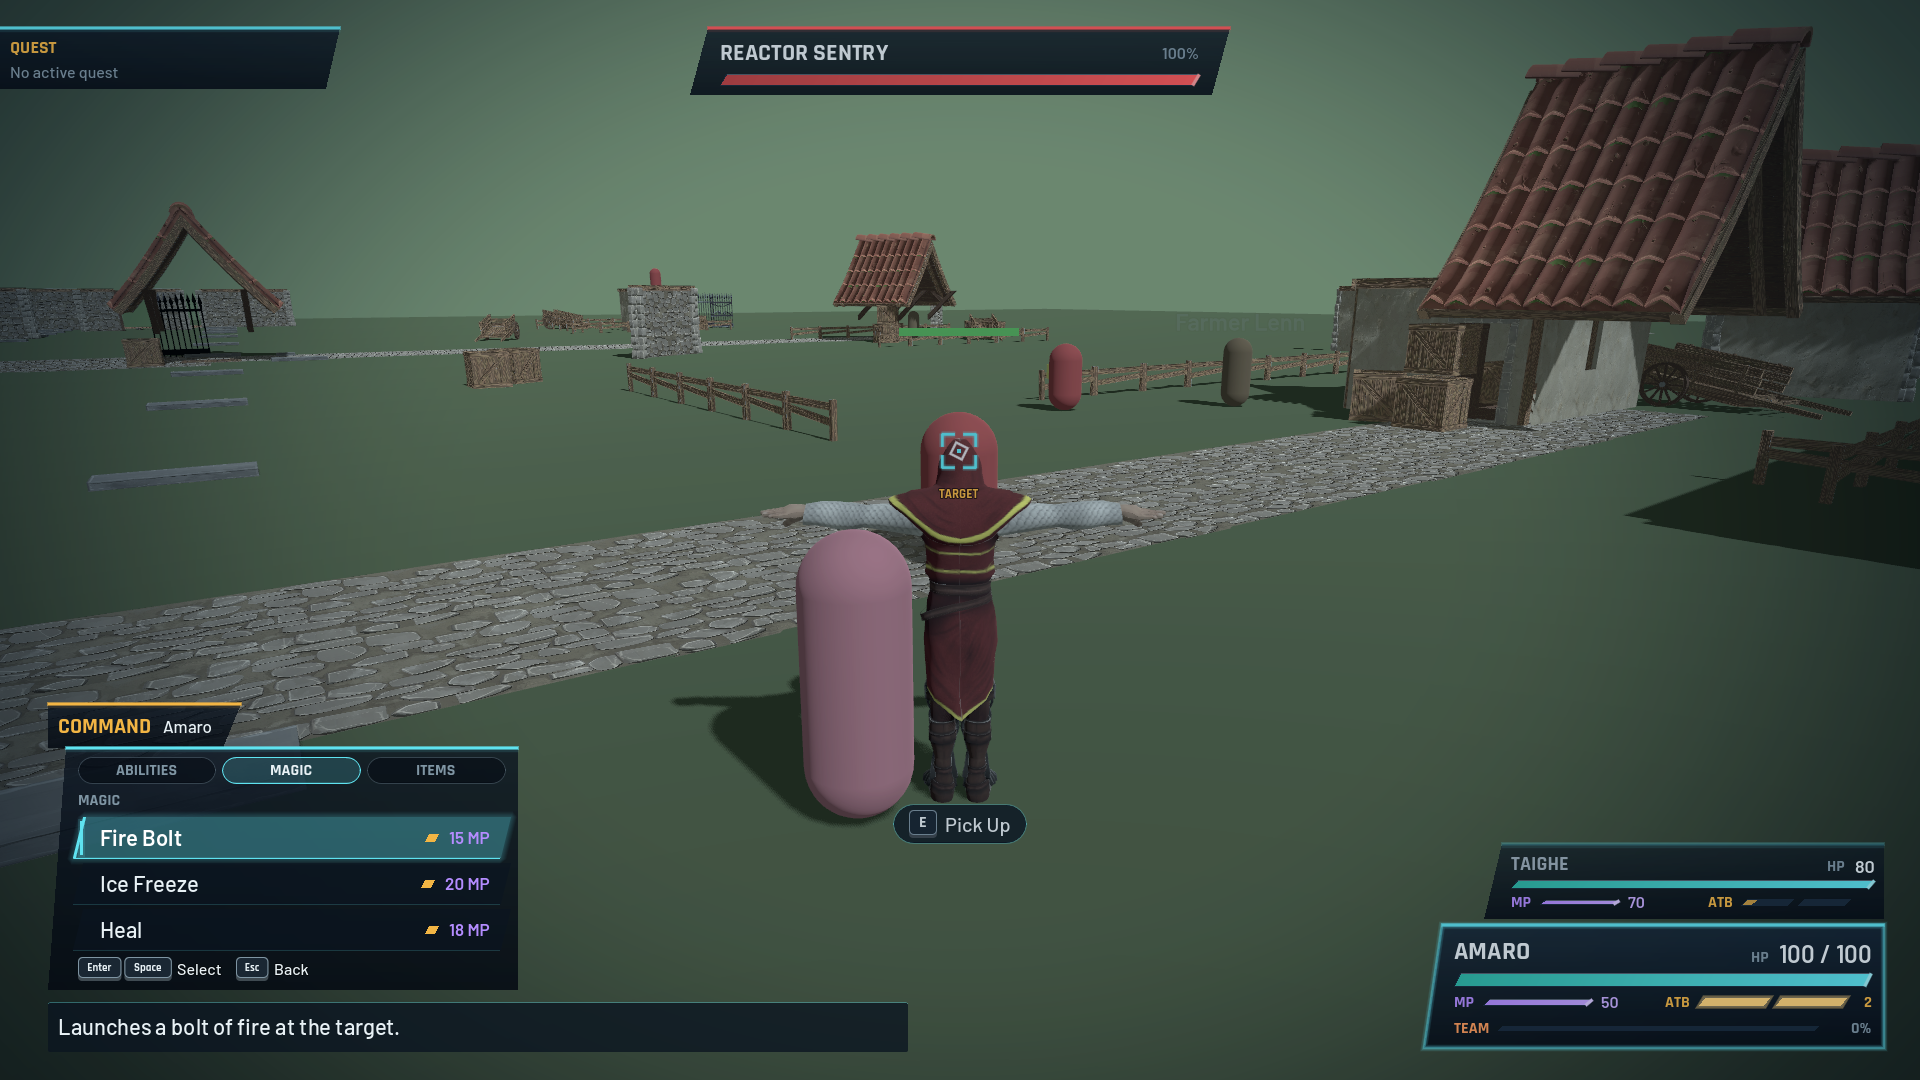 QUEST
No active quest
REACTOR SENTRY 100%
Farmer Lenn
TARGET
E Pick Up
COMMAND Amaro
ABILITIES MAGIC ITEMS
MAGIC
Fire Bolt 15 MP
Ice Freeze 20 MP
Heal 18 MP
Enter Space Select Esc Back
Launches a bolt of fire at the target.
TAIGHE HP 80
MP 70 ATB
AMARO HP 100 / 100
MP 50 ATB 2
TEAM 0%